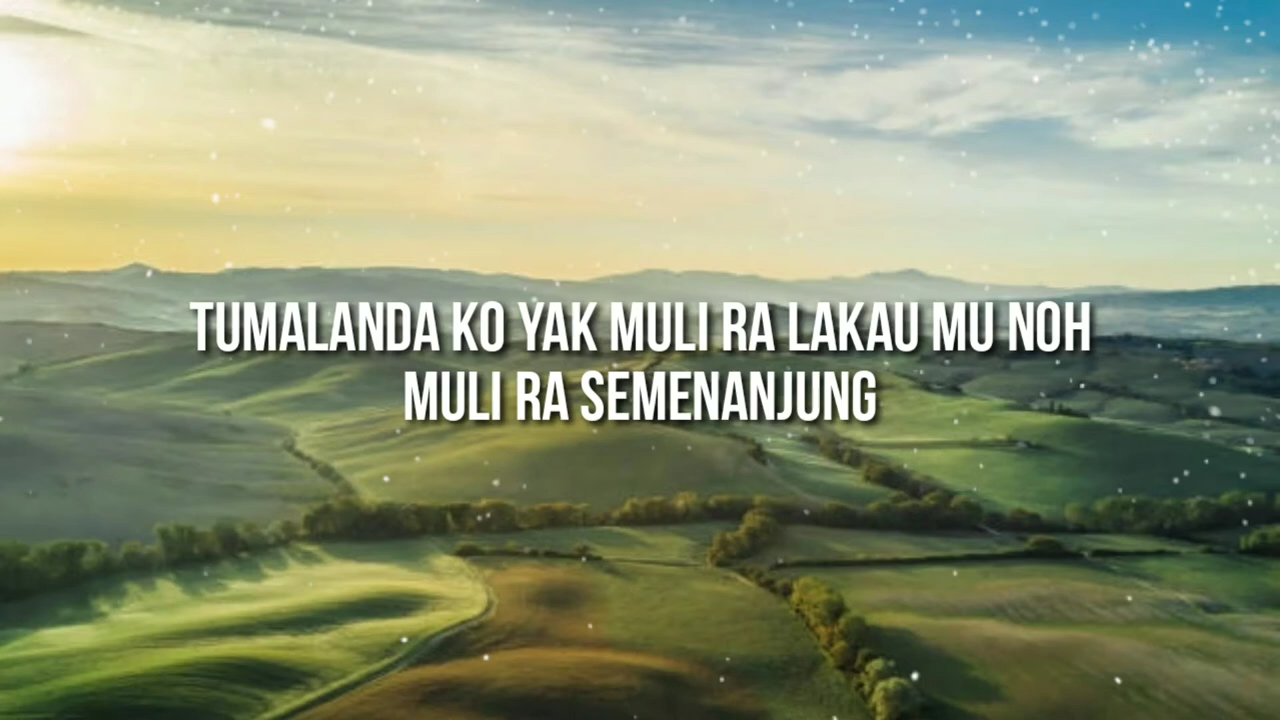 TUMALANDA KO YAK MULI RA LAKAU MU NOH
MULI RA SEMENANJUNG